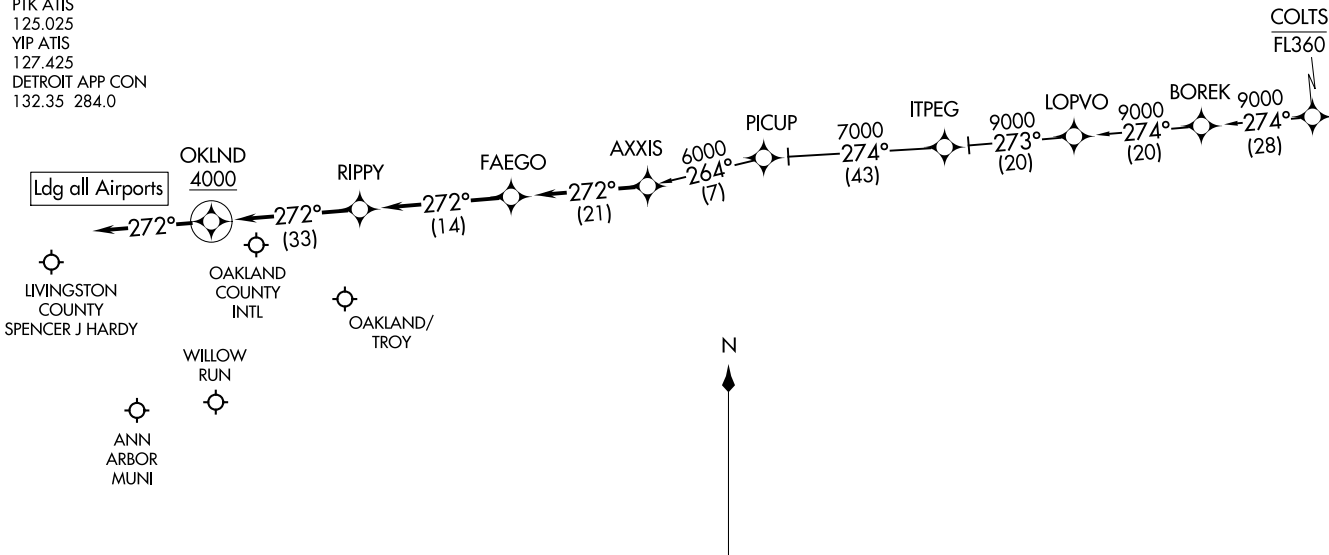 PTK ATIS
125.025
YIP ATIS
127.425
DETROIT APP CON
132.35 284.0
COLTS
FL360
9000
274°
(28)
BOREK
9000
274°
(20)
LOPVO
9000
273°
(20)
ITPEG
7000
274°
(43)
PICUP
6000
264°
(7)
AXXIS
272°
(21)
FAEGO
272°
(14)
RIPPY
272°
(33)
OKLND
4000
272°
Ldg all Airports
LIVINGSTON
COUNTY
SPENCER J HARDY
OAKLAND
COUNTY
INTL
OAKLAND/
TROY
WILLOW
RUN
ANN
ARBOR
MUNI
N